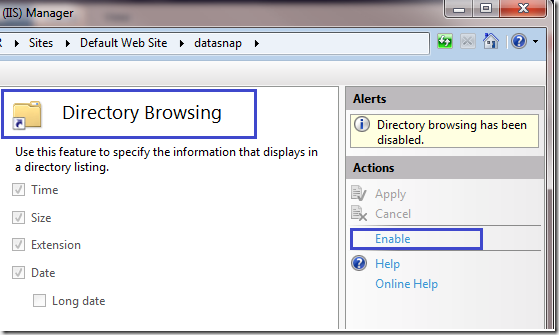 (IIS) Manager
R Sites Default Web Site datasnap
Directory Browsing
Use this feature to specify the information that displays in
a directory listing.
Time
Size
Extension
Date
Long date
Alerts
Directory browsing has been
disabled.
Actions
Apply
Cancel
Enable
Help
Online Help